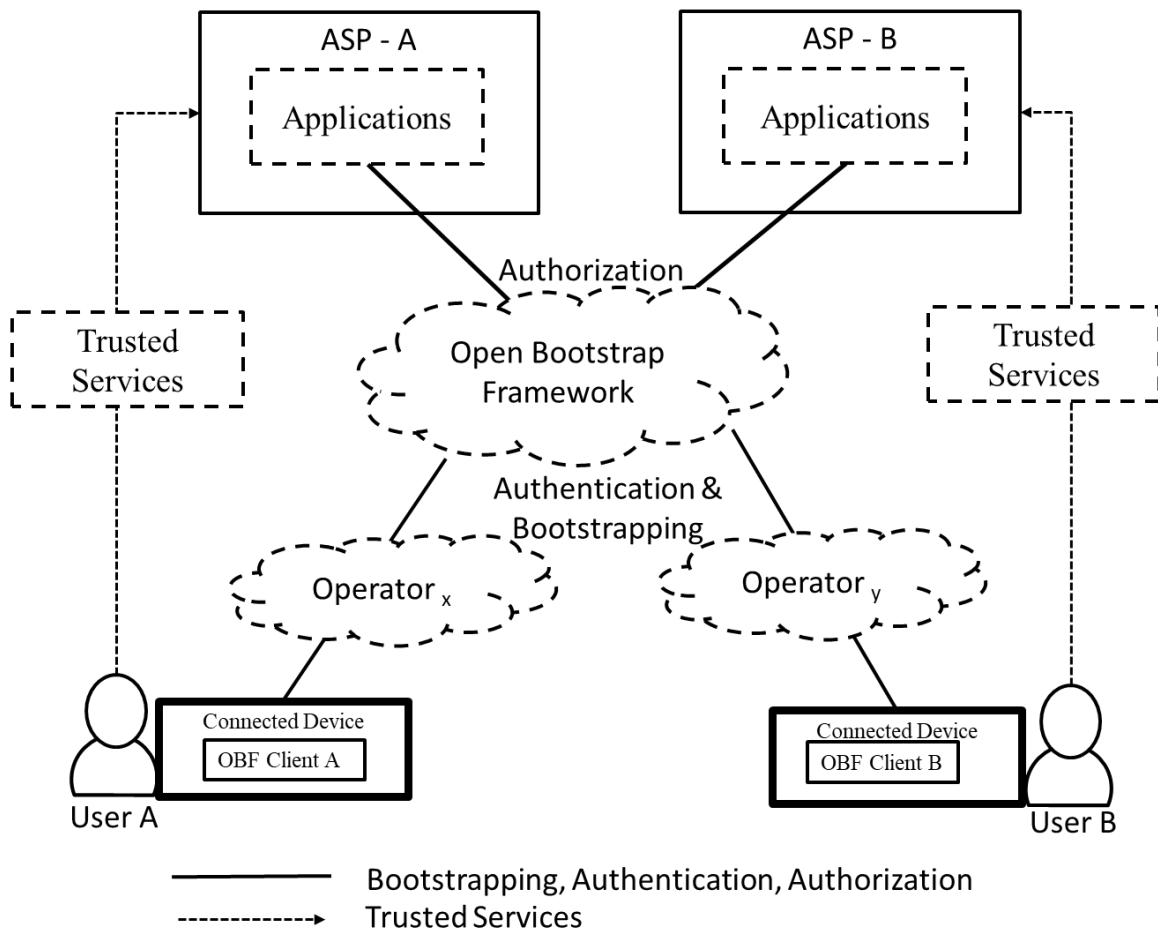 ASP - A
ASP - B
Applications
Applications
Authorization
Open Bootstrap
Framework
Trusted
Services
Trusted
Services
Authentication &
Bootstrapping
Operator x
Operator y
Connected Device
OBF Client A
Connected Device
OBF Client B
User A
User B
Bootstrapping, Authentication, Authorization
Trusted Services